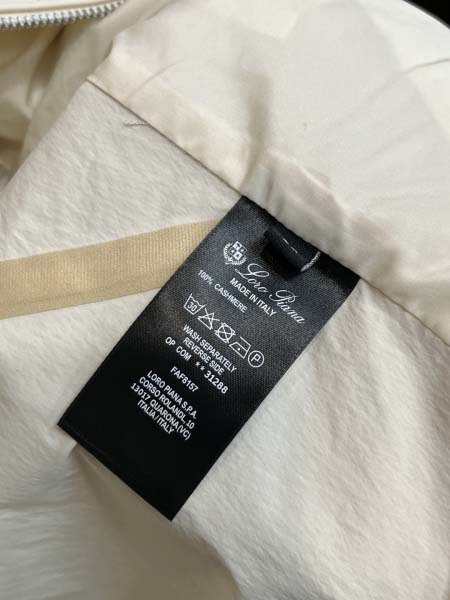 Loro Piana
MADE IN ITALY
100% CASHMERE
30 P
WASH SEPARATELY
REVERSE SIDE
OP COM ** 31288
FAF8157
LORO PIANA S.P.A.
CORSO ROLANDI, 10
13017 QUARONA(VC)
ITALIA/ITALY